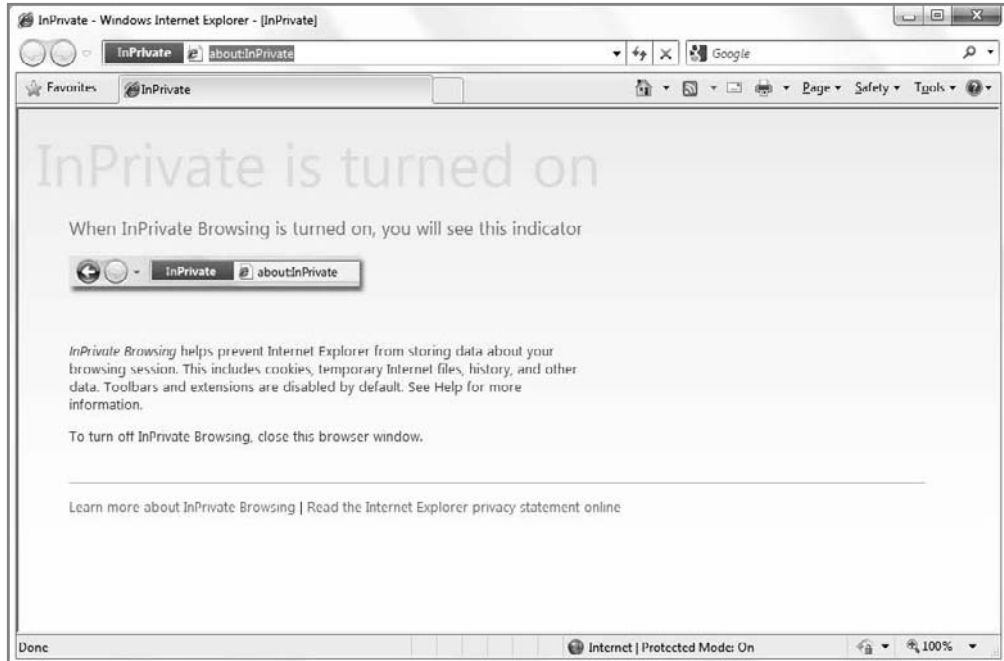 InPrivate - Windows Internet Explorer - [InPrivate]
InPrivate about:InPrivate
Google
Favorites InPrivate Page Safety Tools
InPrivate is turned on
When InPrivate Browsing is turned on, you will see this indicator
InPrivate about:InPrivate
InPrivate Browsing helps prevent Internet Explorer from storing data about your
browsing session. This includes cookies, temporary Internet files, history, and other
data. Toolbars and extensions are disabled by default. See Help for more
information.
To turn off InPrivate Browsing, close this browser window.
Learn more about InPrivate Browsing | Read the Internet Explorer privacy statement online
Done Internet | Protected Mode: On 100%